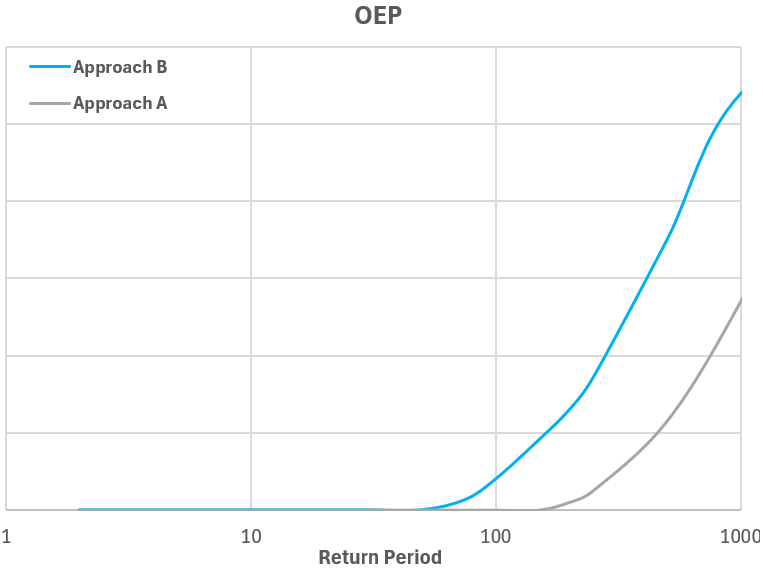 OEP
Approach B
Approach A
1 10 100 1000
Return Period